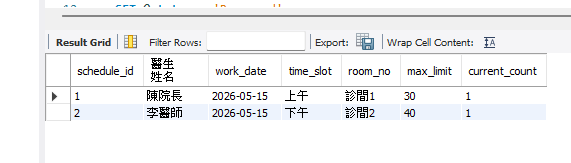 Result Grid Filter Rows: Export: Wrap Cell Content:
schedule_id 醫生姓名 work_date time_slot room_no max_limit current_count
1 陳院長 2026-05-15 上午 診間1 30 1
2 李醫師 2026-05-15 下午 診間2 40 1